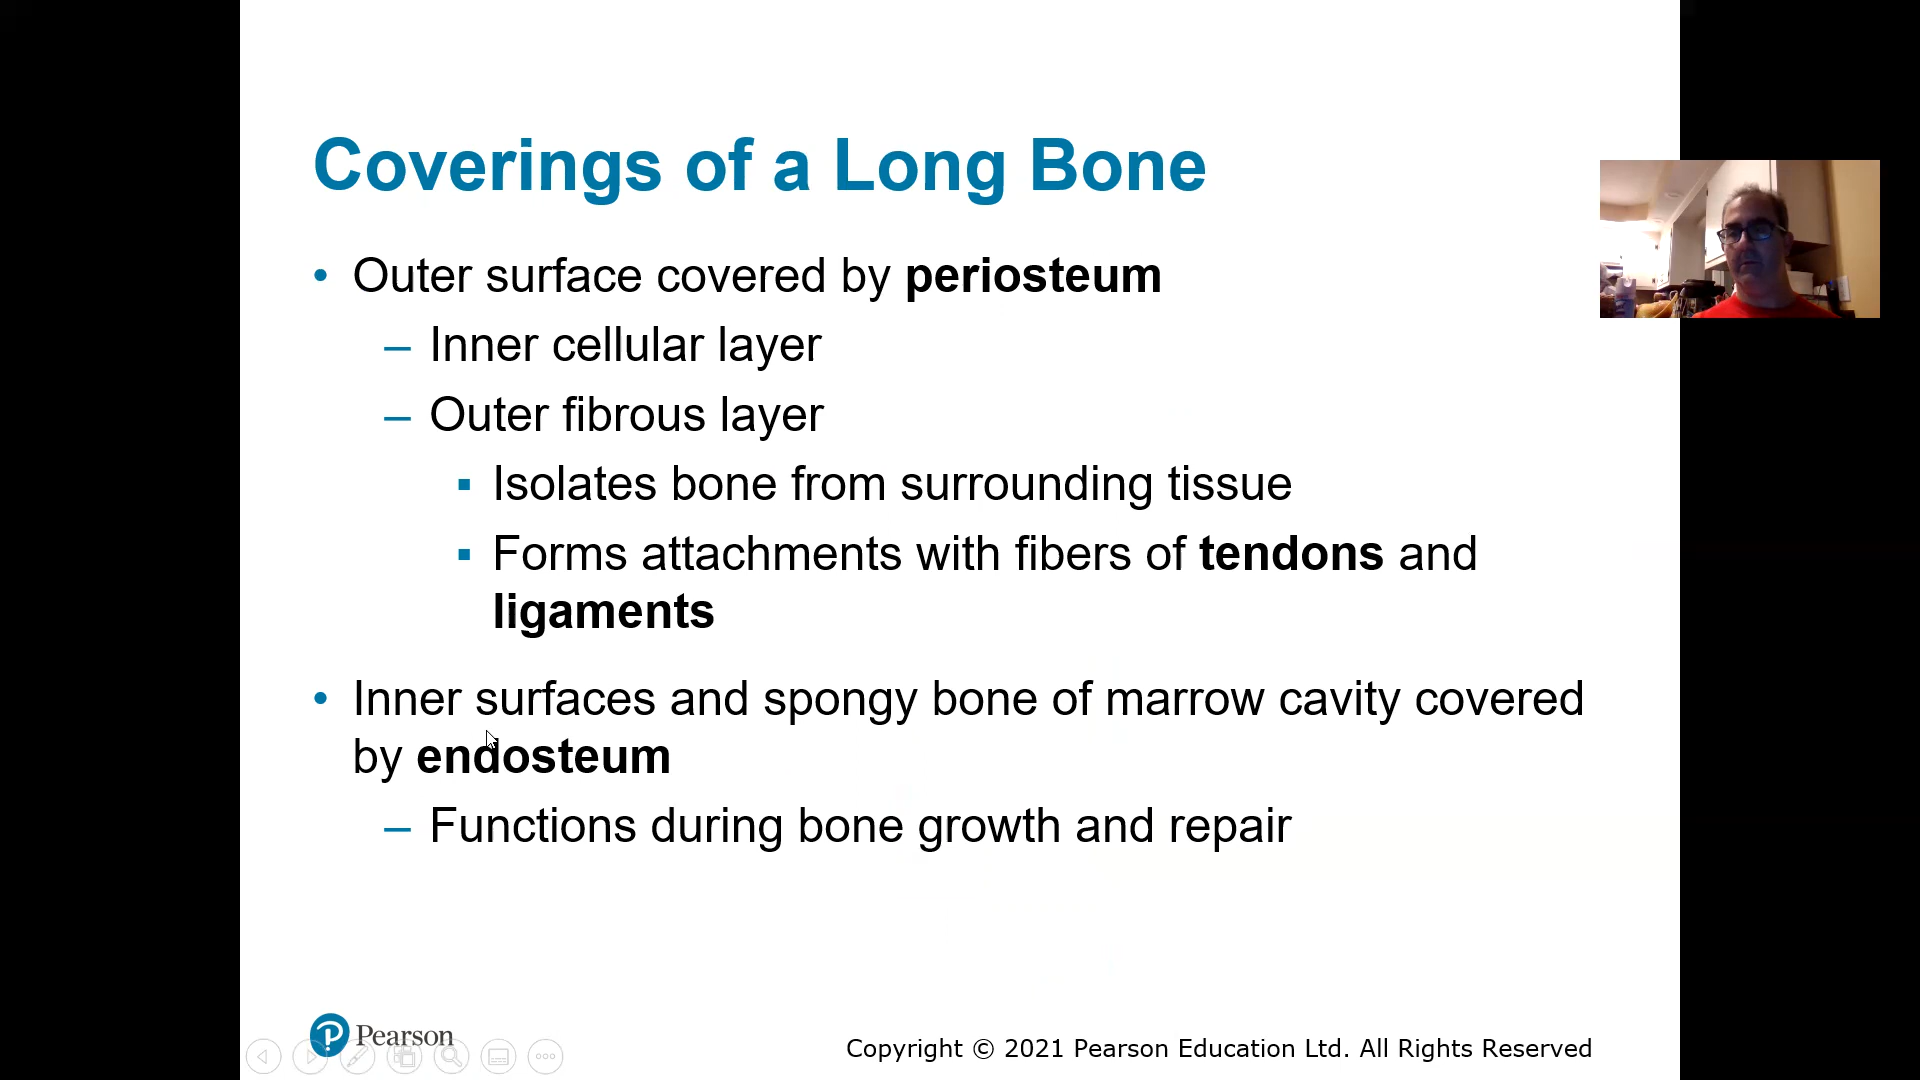 Coverings of a Long Bone
• Outer surface covered by periosteum
– Inner cellular layer
– Outer fibrous layer
▪ Isolates bone from surrounding tissue
▪ Forms attachments with fibers of tendons and
ligaments
• Inner surfaces and spongy bone of marrow cavity covered
by endosteum
– Functions during bone growth and repair
Pearson
Copyright © 2021 Pearson Education Ltd. All Rights Reserved